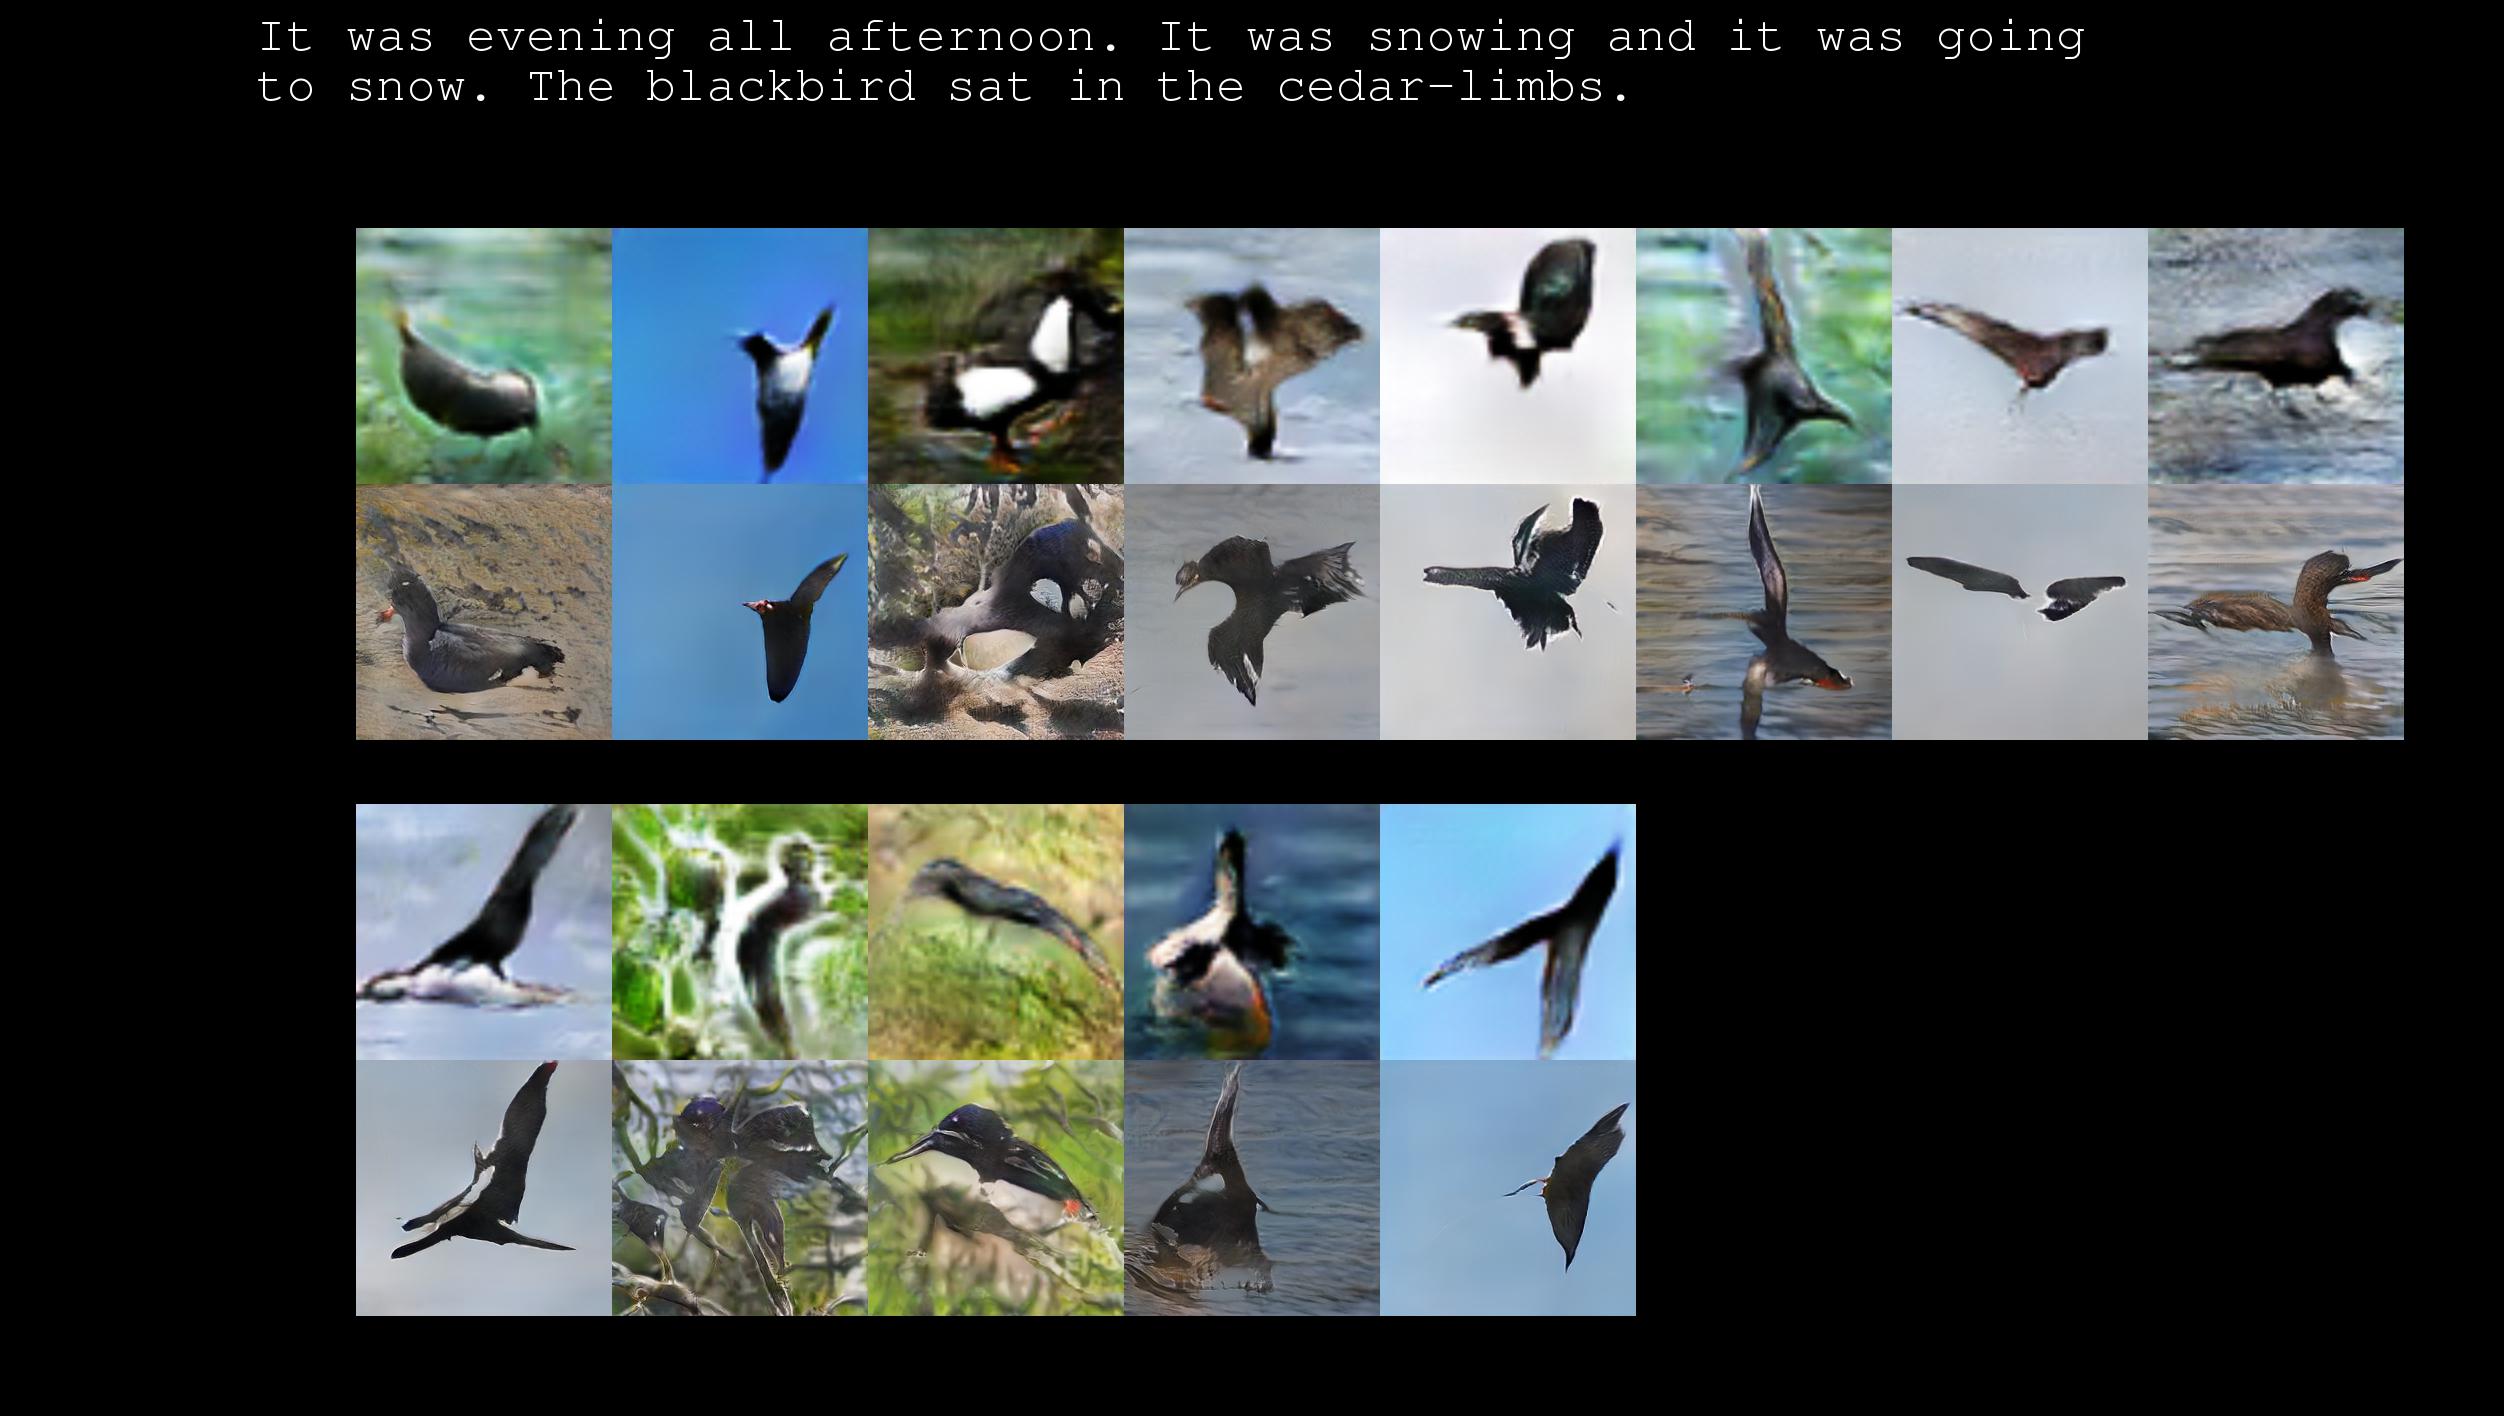 It was evening all afternoon. It was snowing and it was going
to snow. The blackbird sat in the cedar-limbs.